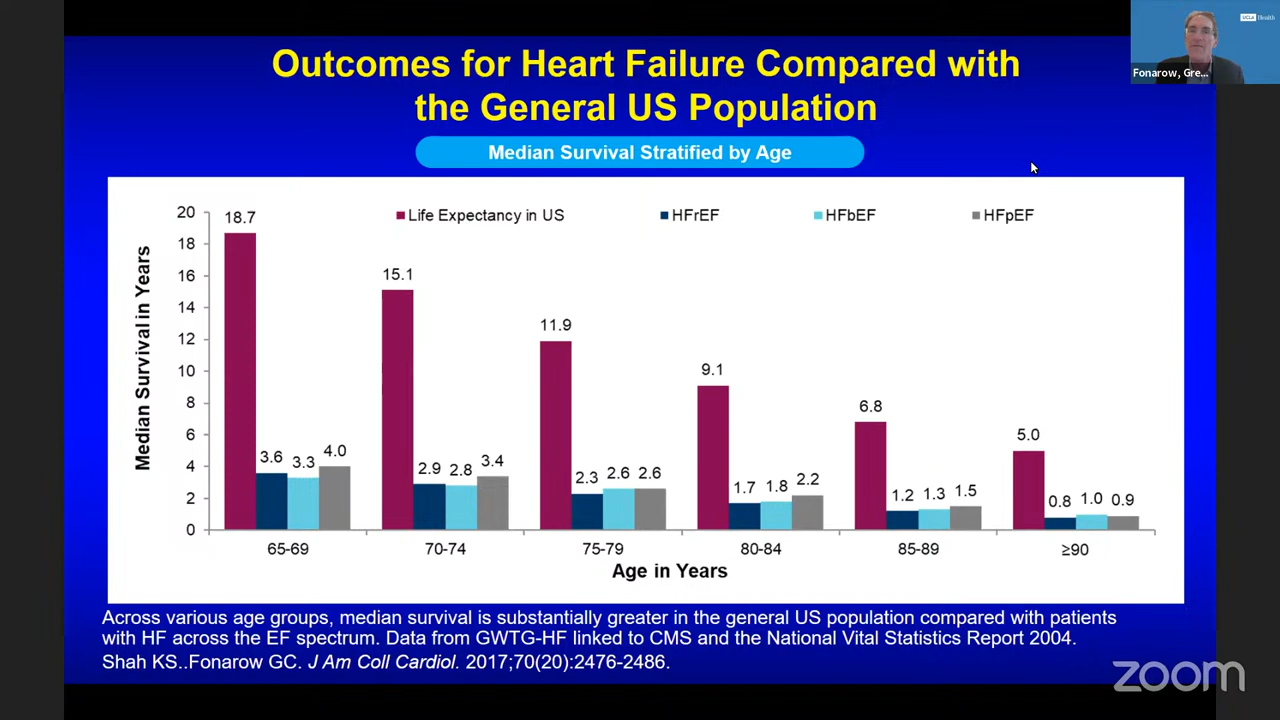 Outcomes for Heart Failure Compared with
the General US Population
UCLA Health
Fonarow, Gre...
Median Survival Stratified by Age
Life Expectancy in US
HFrEF
HFbEF
HFpEF
Median Survival in Years
20
18
16
14
12
10
8
6
4
2
0
18.7
3.6
3.3
4.0
15.1
2.9
2.8
3.4
11.9
2.3
2.6
2.6
9.1
1.7
1.8
2.2
6.8
1.2
1.3
1.5
5.0
0.8
1.0
0.9
65-69
70-74
75-79
80-84
85-89
≥90
Age in Years
Across various age groups, median survival is substantially greater in the general US population compared with patients
with HF across the EF spectrum. Data from GWTG-HF linked to CMS and the National Vital Statistics Report 2004.
Shah KS..Fonarow GC. J Am Coll Cardiol. 2017;70(20):2476-2486.
zoom